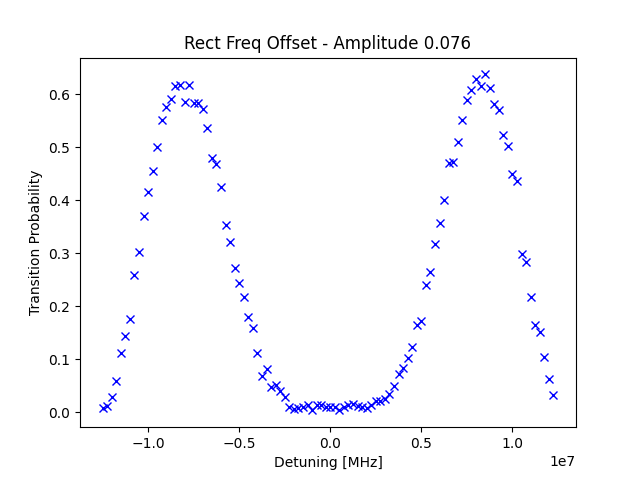 Rect Freq Offset - Amplitude 0.076
Transition Probability
0.6
0.5
0.4
0.3
0.2
0.1
0.0
−1.0 −0.5 0.0 0.5 1.0
1e7
Detuning [MHz]